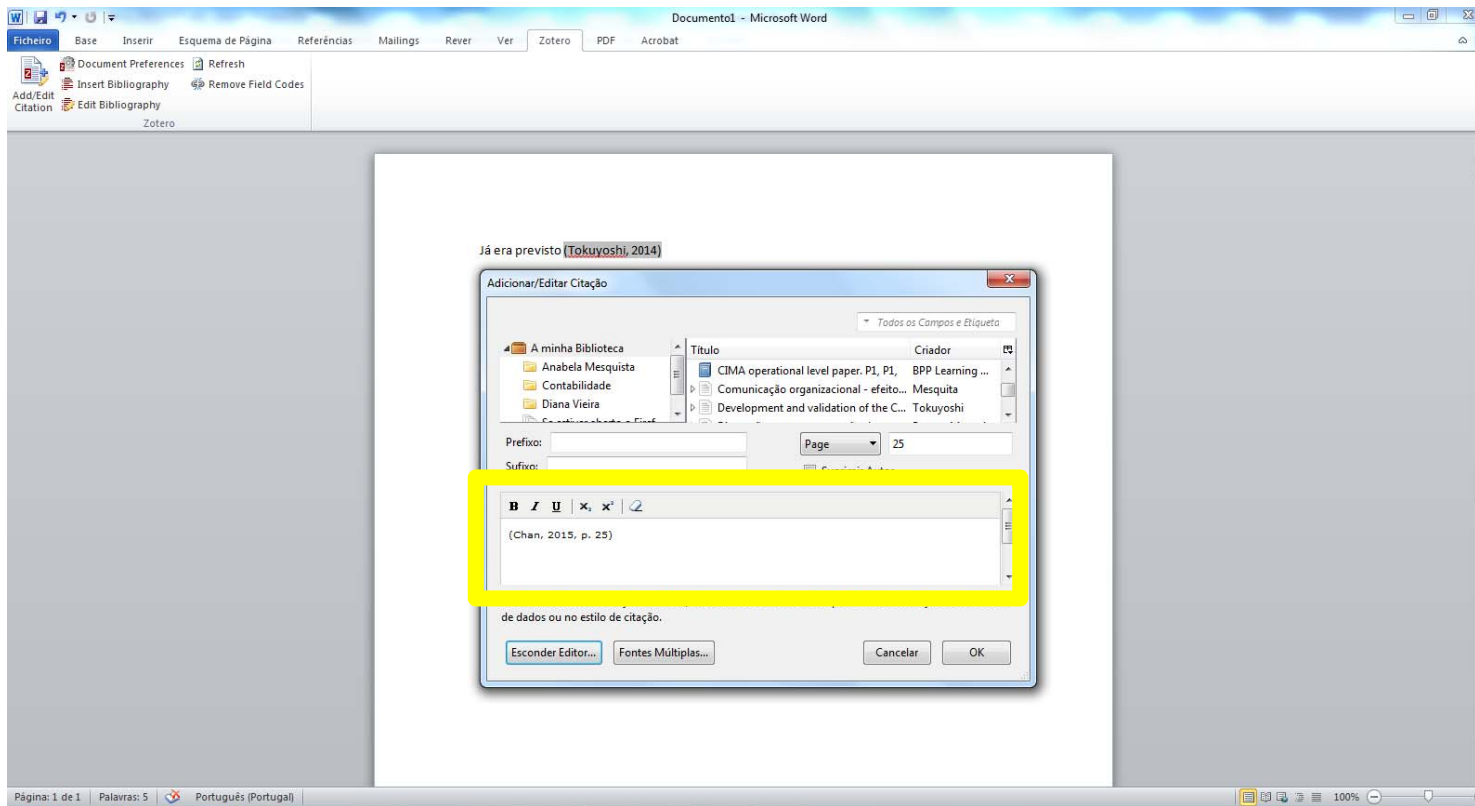 Documento1 - Microsoft Word
Ficheiro Base Inserir Esquema de Página Referências Mailings Rever Ver Zotero PDF Acrobat
Add/Edit Citation
Document Preferences Refresh
Insert Bibliography Remove Field Codes
Edit Bibliography
Zotero
Já era previsto (Tokuyoshi, 2014)
Adicionar/Editar Citação
Todos os Campos e Etiqueta
A minha Biblioteca
Anabela Mesquista
Contabilidade
Diana Vieira
Título Criador
CIMA operational level paper. P1, P1, BPP Learning ...
Comunicação organizacional - efeito... Mesquita
Development and validation of the C... Tokuyoshi
Prefixo: Page 25
Sufixo:
B I U X₂ X²
(Chan, 2015, p. 25)
de dados ou no estilo de citação.
Esconder Editor... Fontes Múltiplas... Cancelar OK
Página: 1 de 1 Palavras: 5 Português (Portugal) 100%